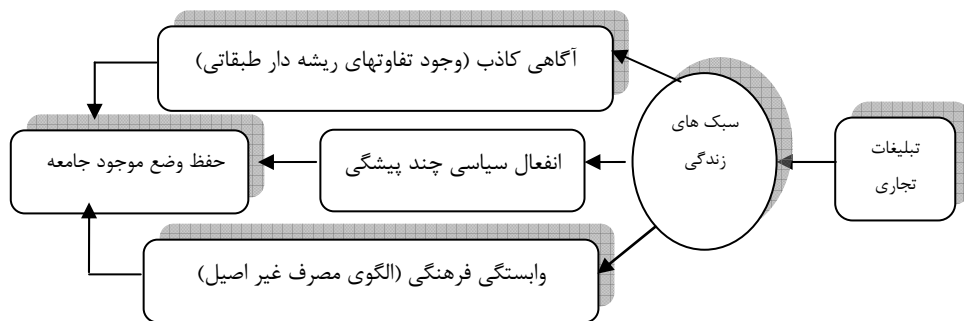 تبلیغات
تجاری
سبک های
زندگی
آگاهی کاذب (وجود تفاوتهای ریشه دار طبقاتی)
انفعال سیاسی چند پیشگی
وابستگی فرهنگی (الگوی مصرف غیر اصیل)
حفظ وضع موجود جامعه